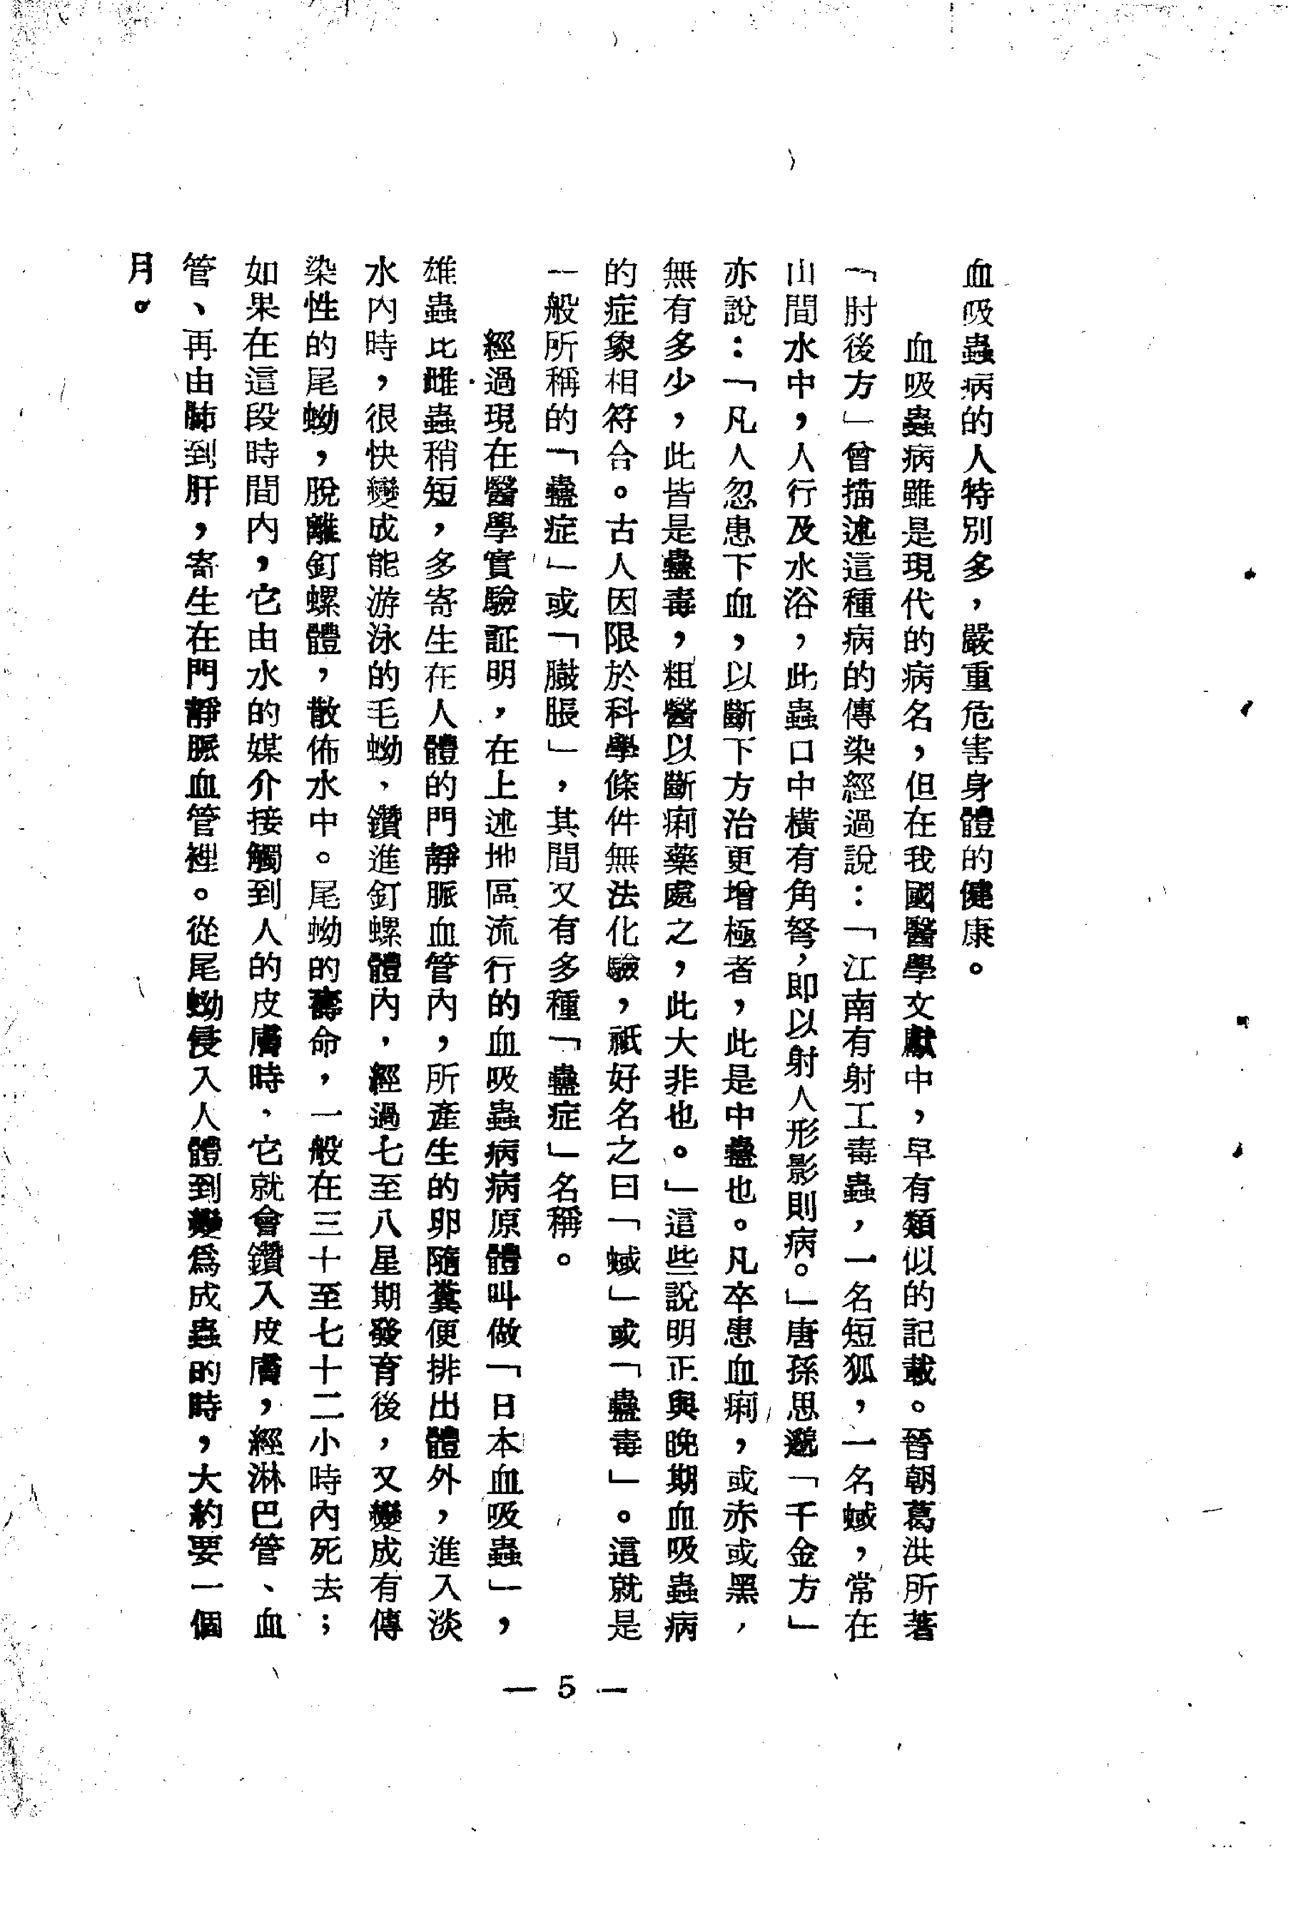 血吸蟲病的人特別多，嚴重危害身體的健康。
血吸蟲病雖是現代的病名，但在我國醫學文獻中，早有類似的記載。晉朝葛洪所著
「肘後方」曾描述這種病的傳染經過說：「江南有射工毒蟲，一名短狐，一名蜮，常在
山間水中，人行及水浴，此蟲口中橫有角弩，即以射人形影則病。」唐孫思邈「千金方」
亦說：「凡人忽患下血，以斷下方治更增極者，此是中蠱也。凡卒患血痢，或赤或黑，
無有多少，此皆是蠱毒，粗醫以斷痢藥處之，此大非也。」這些說明正與晚期血吸蟲病
的症象相符合。古人因限於科學條件無法化驗，祇好名之曰「蜮」或「蠱毒」。這就是
一般所稱的「蠱症」或「臌脹」，其間又有多種「蠱症」名稱。
經過現在醫學實驗証明，在上述地區流行的血吸蟲病病原體叫做「日本血吸蟲」，
雄蟲比雌蟲稍短，多寄生在人體的門靜脈血管內，所產生的卵隨糞便排出體外，進入淡
水內時，很快變成能游泳的毛蚴、鑽進釘螺體內，經過七至八星期發育後，又變成有傳
染性的尾蚴，脫離釘螺體，散佈水中。尾蚴的壽命，一般在三十至七十二小時內死去；
如果在這段時間內，它由水的媒介接觸到人的皮膚時、它就會鑽入皮膚，經淋巴管、血
管、再由肺到肝，寄生在門靜脈血管裡。從尾蚴侵入人體到變爲成蟲的時，大約要一個
月。
— 5 —